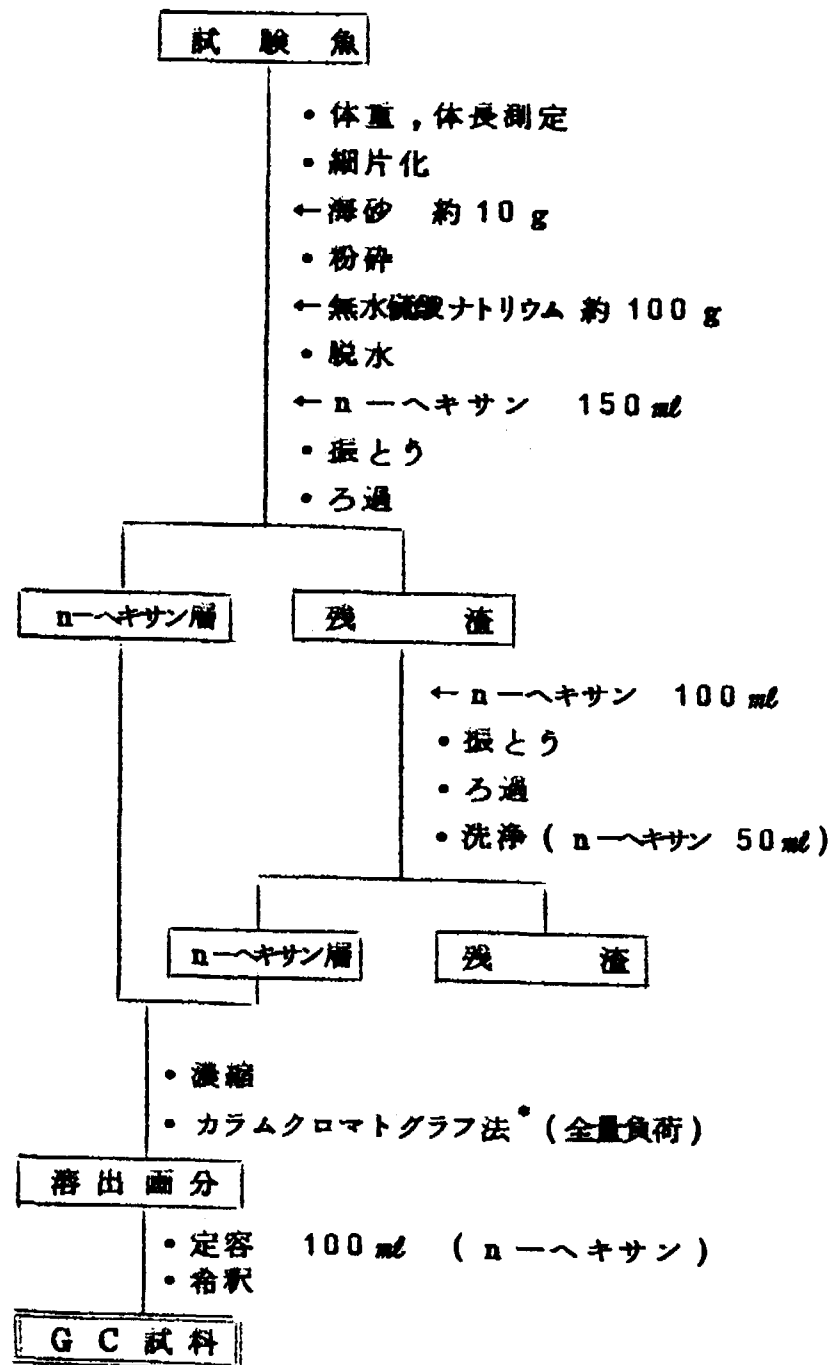 試験魚
・体重，体長測定
・細片化
←海砂 約10g
・粉砕
←無水硫酸ナトリウム 約100g
・脱水
←n－ヘキサン 150ml
・振とう
・ろ過
n－ヘキサン層 残渣
←n－ヘキサン 100ml
・振とう
・ろ過
・洗浄(n－ヘキサン 50ml)
n－ヘキサン層 残渣
・濃縮
・カラムクロマトグラフ法*(全量負荷)
溶出画分
・定容 100ml (n－ヘキサン)
・希釈
GC試料